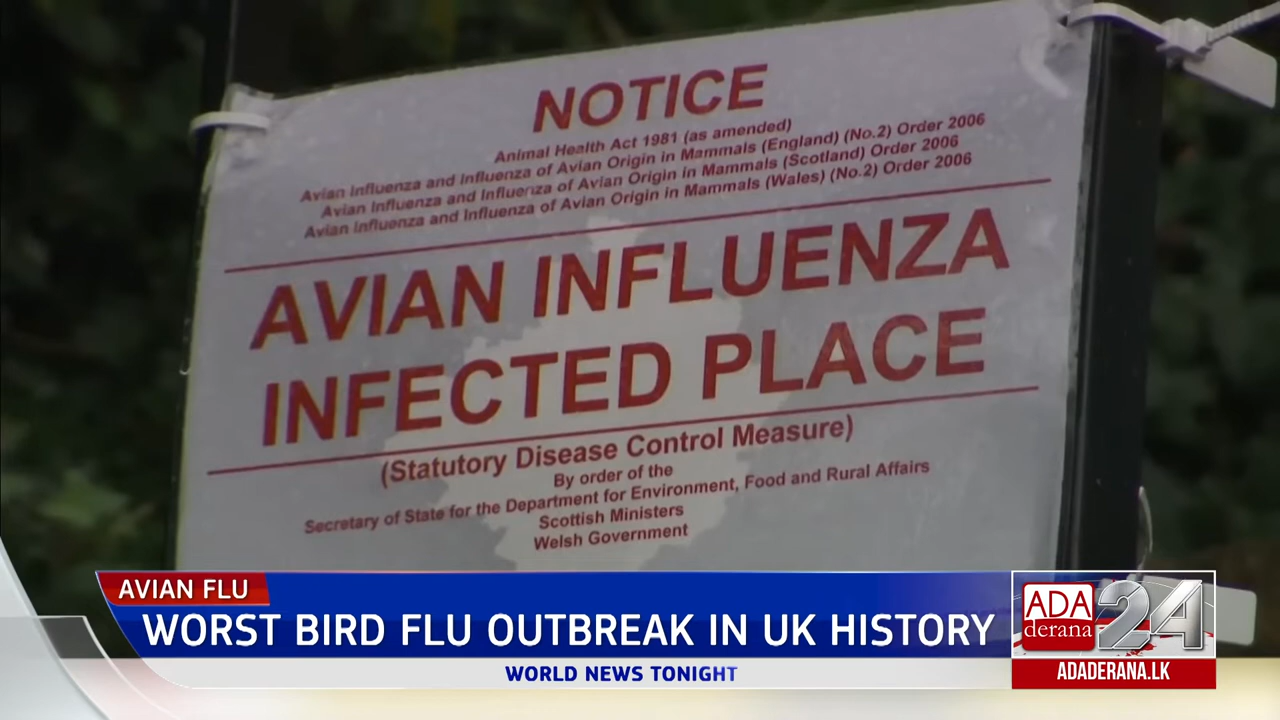 NOTICE
Animal Health Act 1981 (as amended)
Avian Influenza and Influenza of Avian Origin in Mammals (England) (No.2) Order 2006
Avian Influenza and Influenza of Avian Origin in Mammals (Scotland) Order 2006
Avian Influenza and Influenza of Avian Origin in Mammals (Wales) (No.2) Order 2006
AVIAN INFLUENZA
INFECTED PLACE
(Statutory Disease Control Measure)
By order of the
Secretary of State for the Department for Environment, Food and Rural Affairs
Scottish Ministers
Welsh Government
AVIAN FLU
WORST BIRD FLU OUTBREAK IN UK HISTORY
WORLD NEWS TONIGHT
ADA
derana
24
ADADERANA.LK